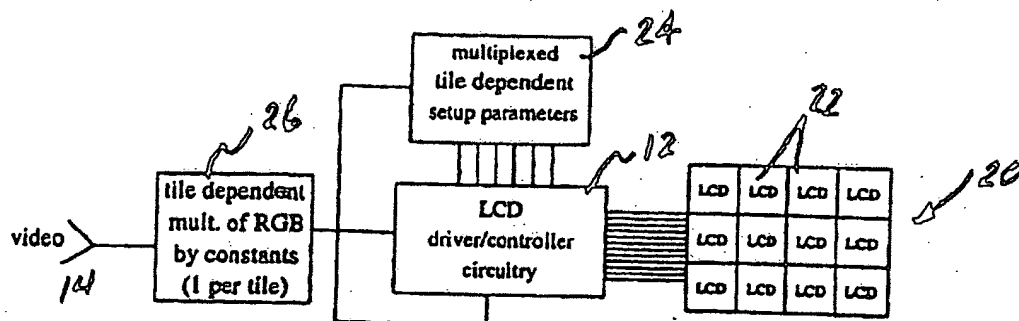 24
multiplexed
tile dependent
setup parameters
26
22
12
20
tile dependent
mult. of RGB
by constants
(1 per tile)
LCD
driver/controller
circuitry
video
14
LCD LCD LCD LCD
LCD LCD LCD LCD
LCD LCD LCD LCD